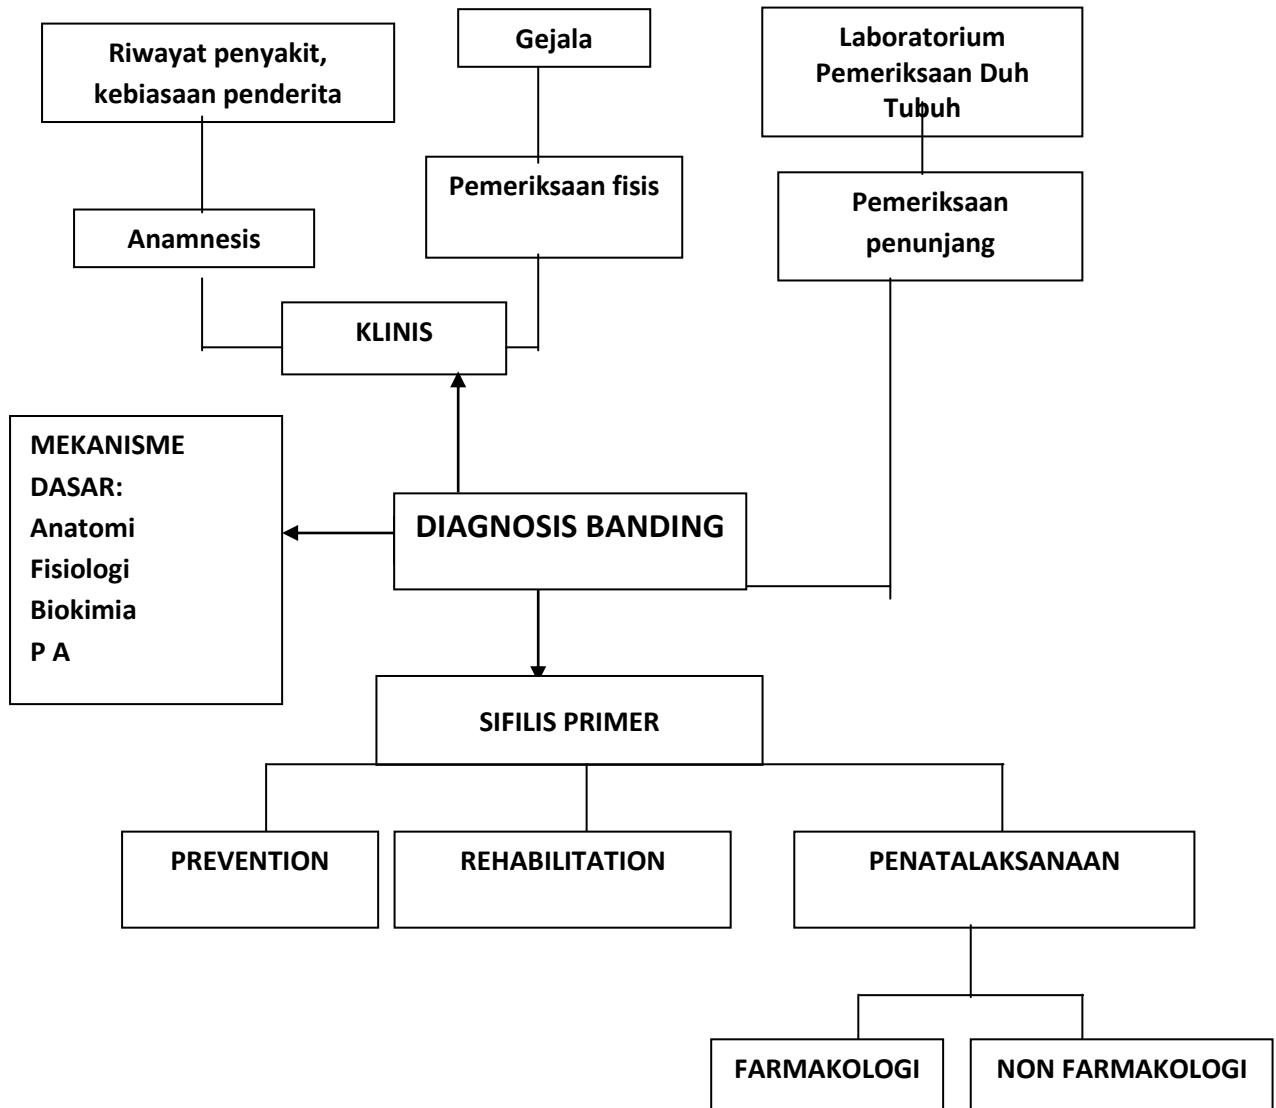 Riwayat penyakit,
kebiasaan penderita
Gejala
Laboratorium
Pemeriksaan Duh
Tubuh
Anamnesis
Pemeriksaan fisis
Pemeriksaan
penunjang
KLINIS
MEKANISME
DASAR:
Anatomi
Fisiologi
Biokimia
P A
DIAGNOSIS BANDING
SIFILIS PRIMER
PREVENTION
REHABILITATION
PENATALAKSANAAN
FARMAKOLOGI
NON FARMAKOLOGI